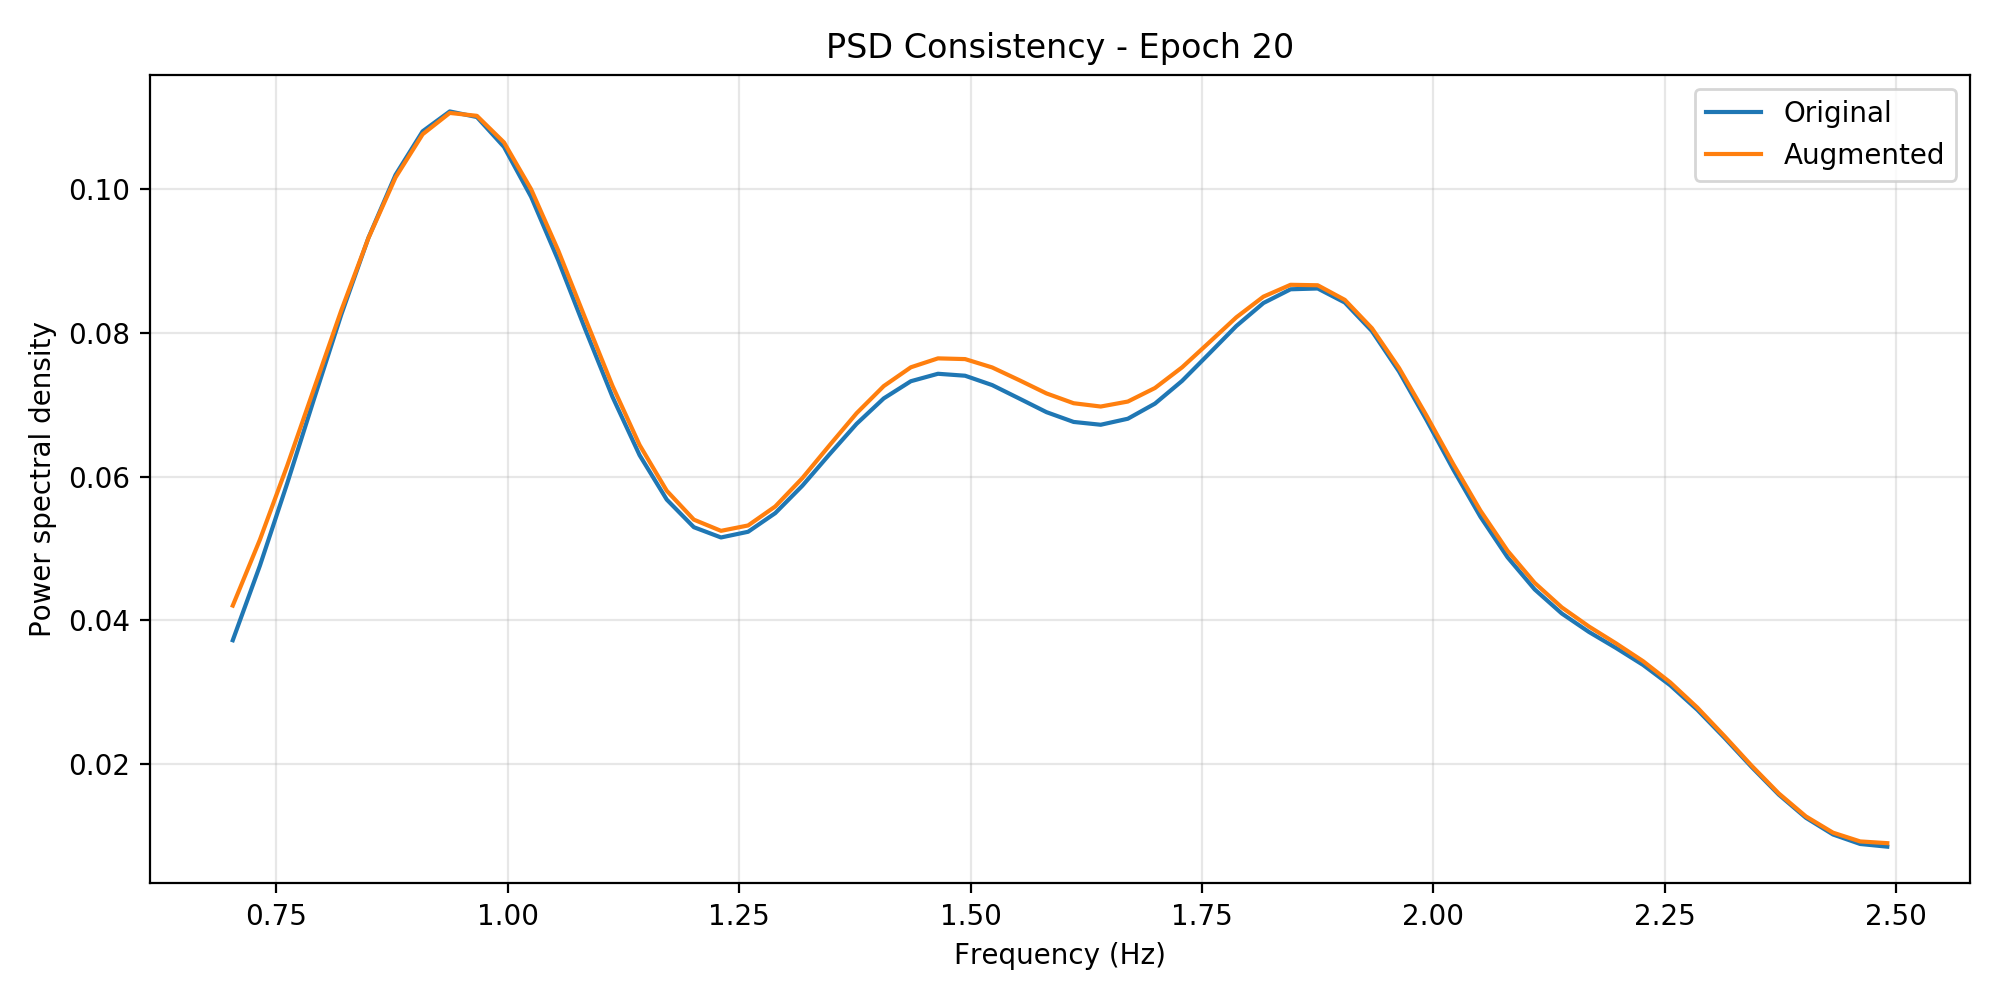 PSD Consistency - Epoch 20
Original
Augmented
Power spectral density
0.10
0.08
0.06
0.04
0.02
0.75 1.00 1.25 1.50 1.75 2.00 2.25 2.50
Frequency (Hz)